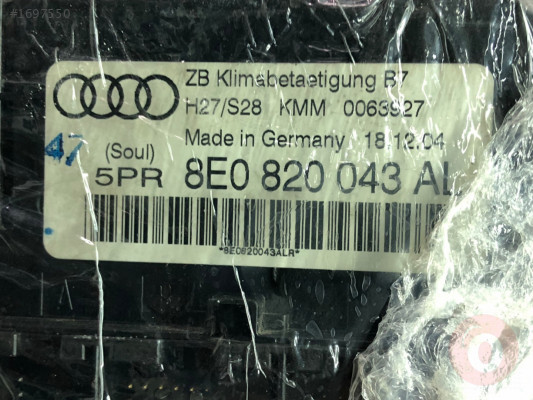 #1697550
ZB Klimabetaetigung B7
H27/S28 KMM 0063927
Made in Germany 18.12.04
47
(Soul)
5PR 8E0 820 043 AL
*8E0820043ALR*